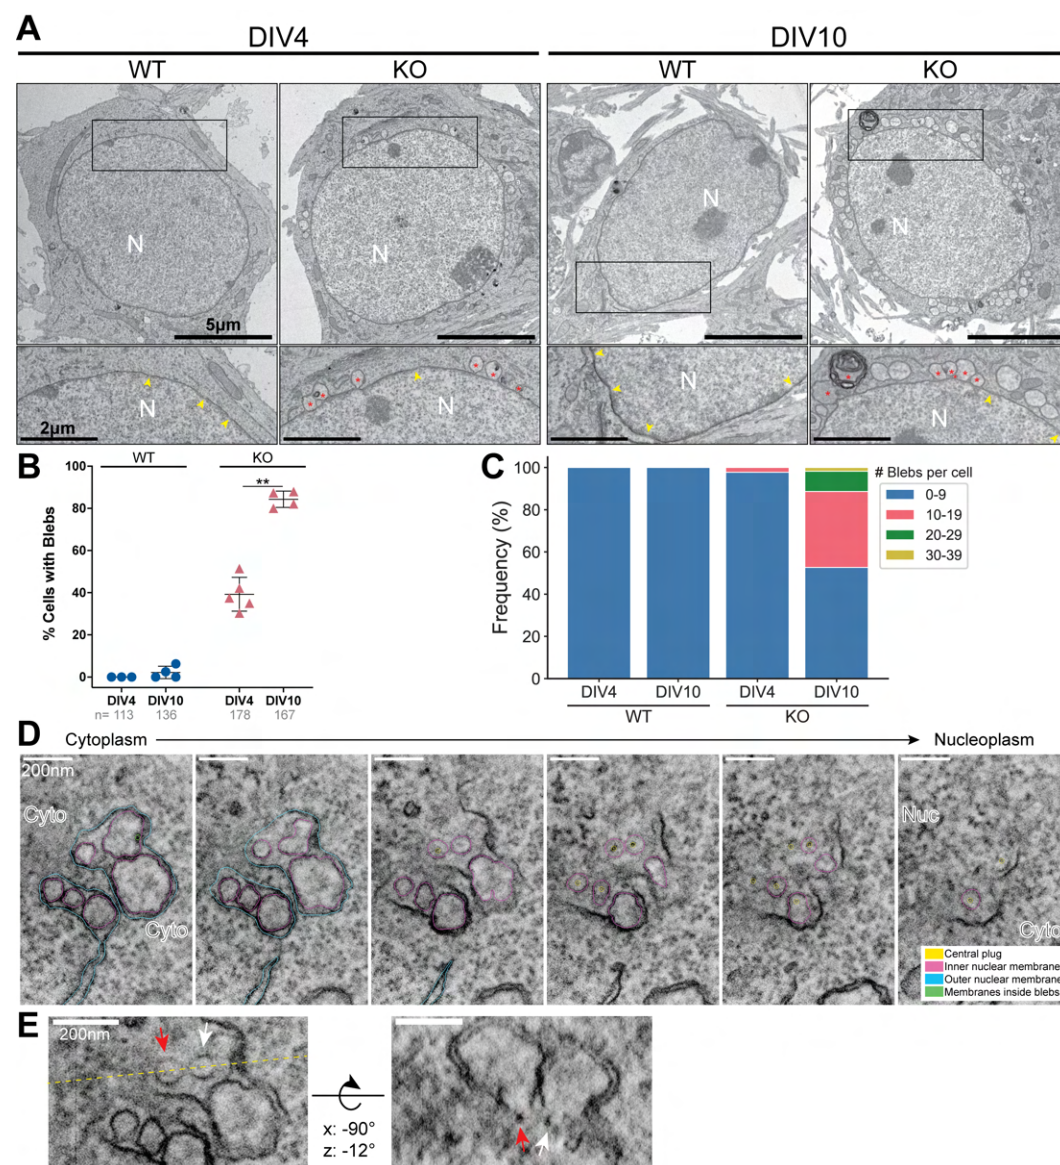 A
DIV4 DIV10
WT KO WT KO
N N N N
5µm
N N N N
2µm
B
WT KO
% Cells with Blebs
100
80
60
40
20
0
**
DIV4 DIV10 DIV4 DIV10
n= 113 136 178 167
C
Frequency (%)
100
80
60
40
20
0
# Blebs per cell
0-9
10-19
20-29
30-39
DIV4 DIV10 DIV4 DIV10
WT KO
D
Cytoplasm Nucleoplasm
200nm
Cyto Nuc
Cyto Cyto
Central plug
Inner nuclear membrane
Outer nuclear membrane
Membranes inside blebs
E
200nm
x: -90°
z: -12°